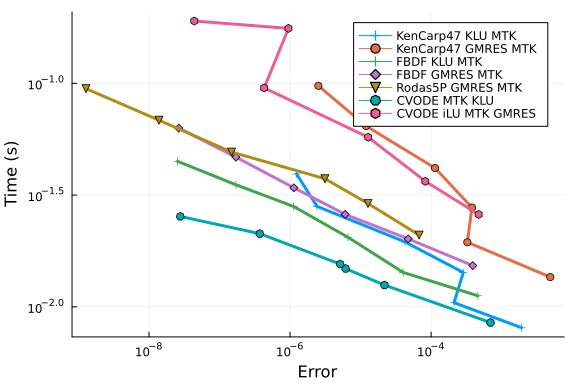 KenCarp47 KLU MTK
KenCarp47 GMRES MTK
FBDF KLU MTK
FBDF GMRES MTK
Rodas5P GMRES MTK
CVODE MTK KLU
CVODE iLU MTK GMRES
Time (s)
10⁻¹·⁰
10⁻¹·⁵
10⁻²·⁰
10⁻⁸
10⁻⁶
10⁻⁴
Error